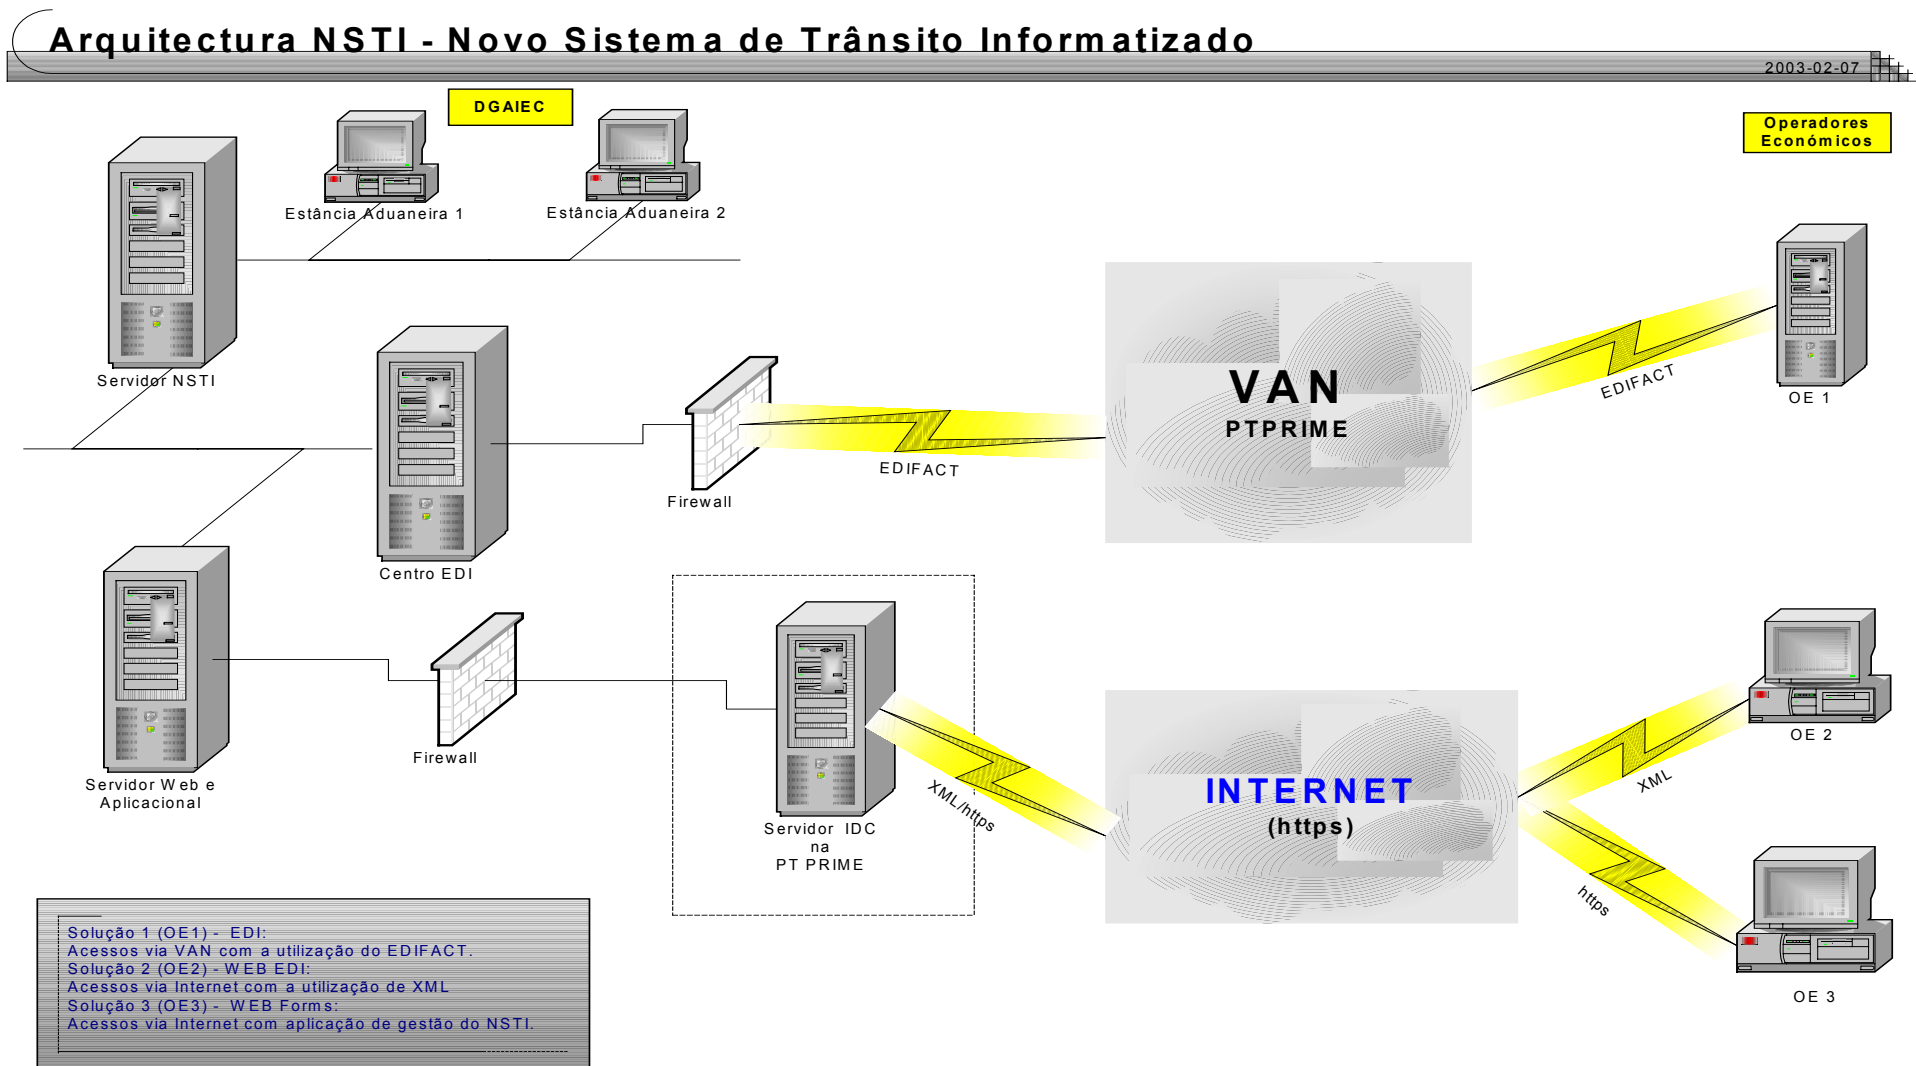 Arquitectura NSTI - Novo Sistema de Trânsito Informatizado
2003-02-07
DGAIEC
Operadores
Económicos
Estância Aduaneira 1
Estância Aduaneira 2
Servidor NSTI
OE 1
VAN
PTPRIME
EDIFACT
EDIFACT
Firewall
Centro EDI
Servidor Web e
Aplicacional
Firewall
Servidor IDC
na
PT PRIME
XML/https
INTERNET
(https)
XML
OE 2
https
OE 3
Solução 1 (OE1) - EDI:
Acessos via VAN com a utilização do EDIFACT.
Solução 2 (OE2) - WEB EDI:
Acessos via Internet com a utilização de XML
Solução 3 (OE3) - WEB Forms:
Acessos via Internet com aplicação de gestão do NSTI.